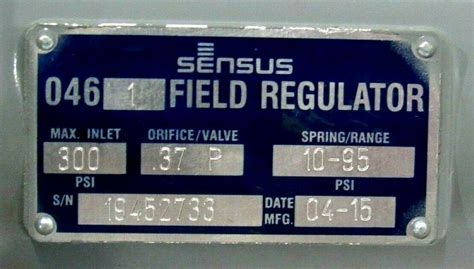 sensus
046 1 FIELD REGULATOR
MAX. INLET ORIFICE/VALVE SPRING/RANGE
300 .37 P 10-95
PSI PSI
S/N 19452733 DATE MFG. 04-15